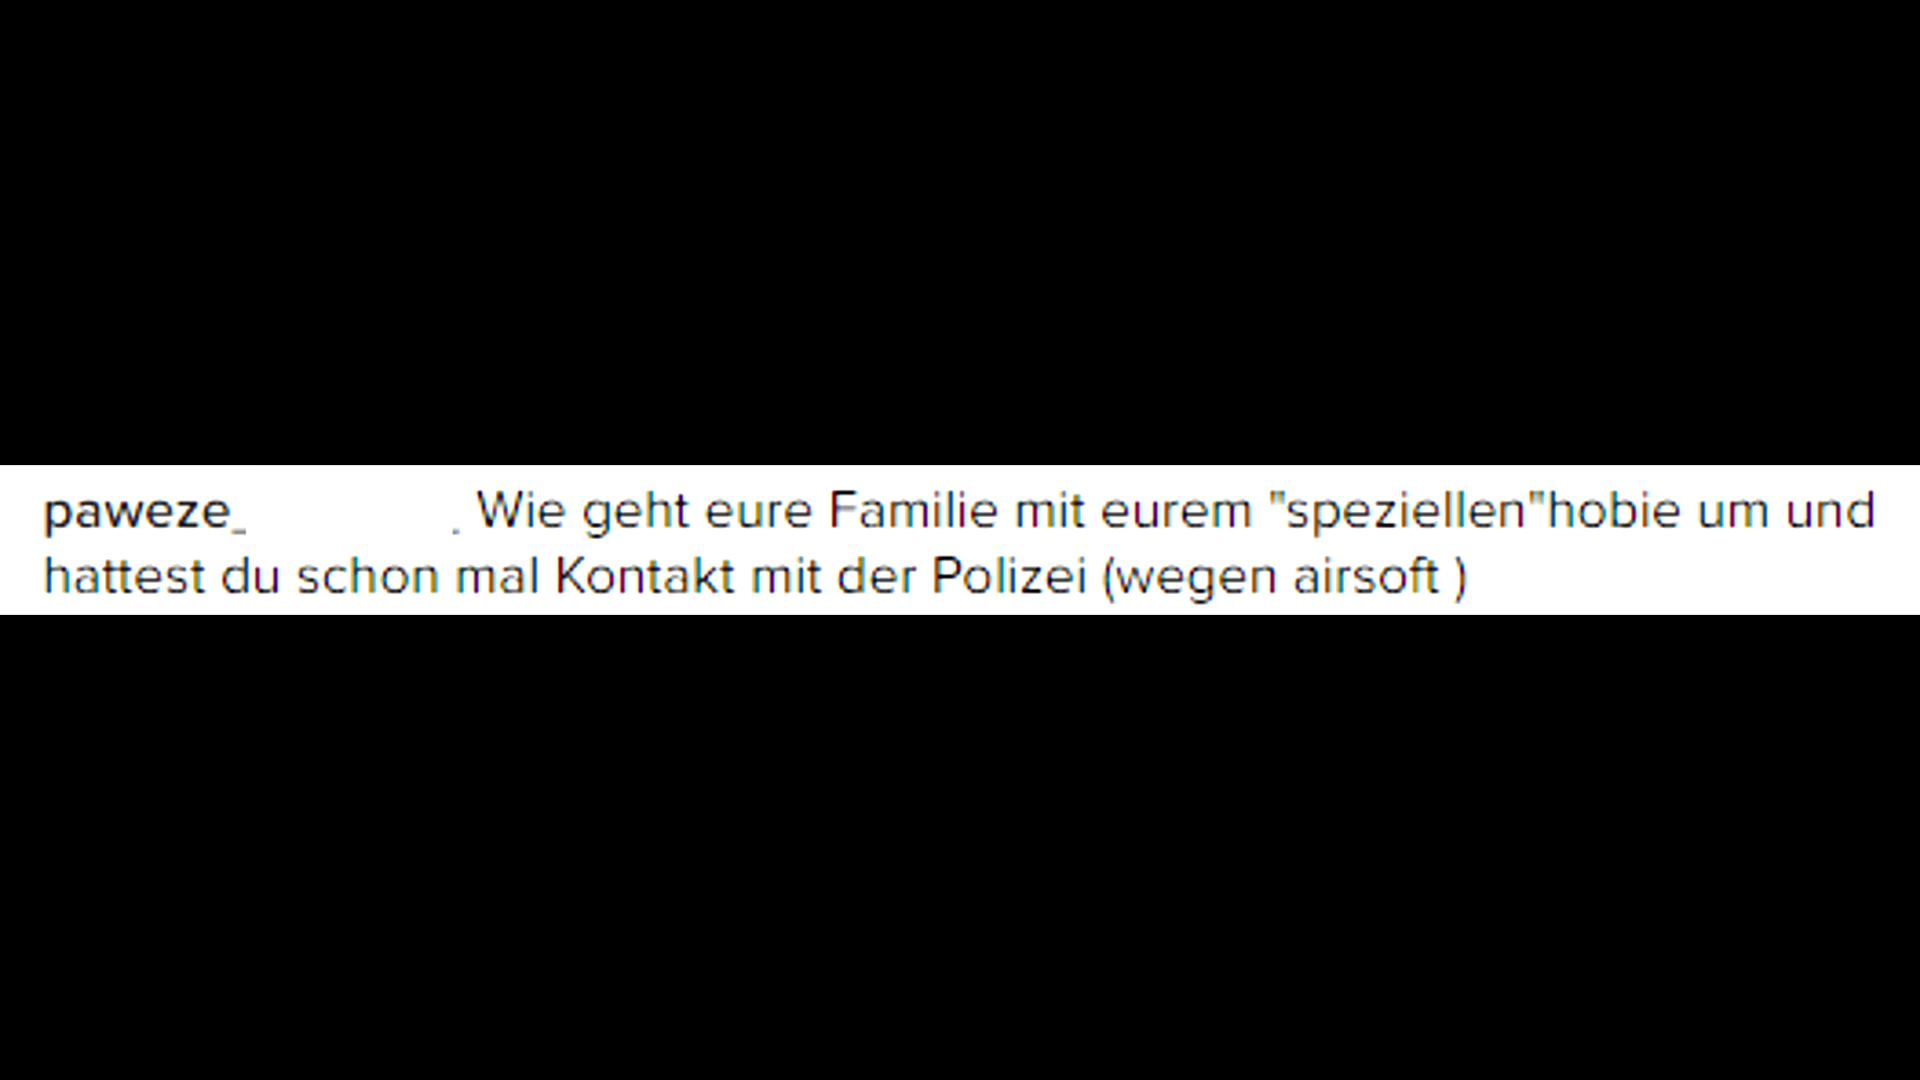 paweze_ . Wie geht eure Familie mit eurem "speziellen"hobie um und
hattest du schon mal Kontakt mit der Polizei (wegen airsoft )